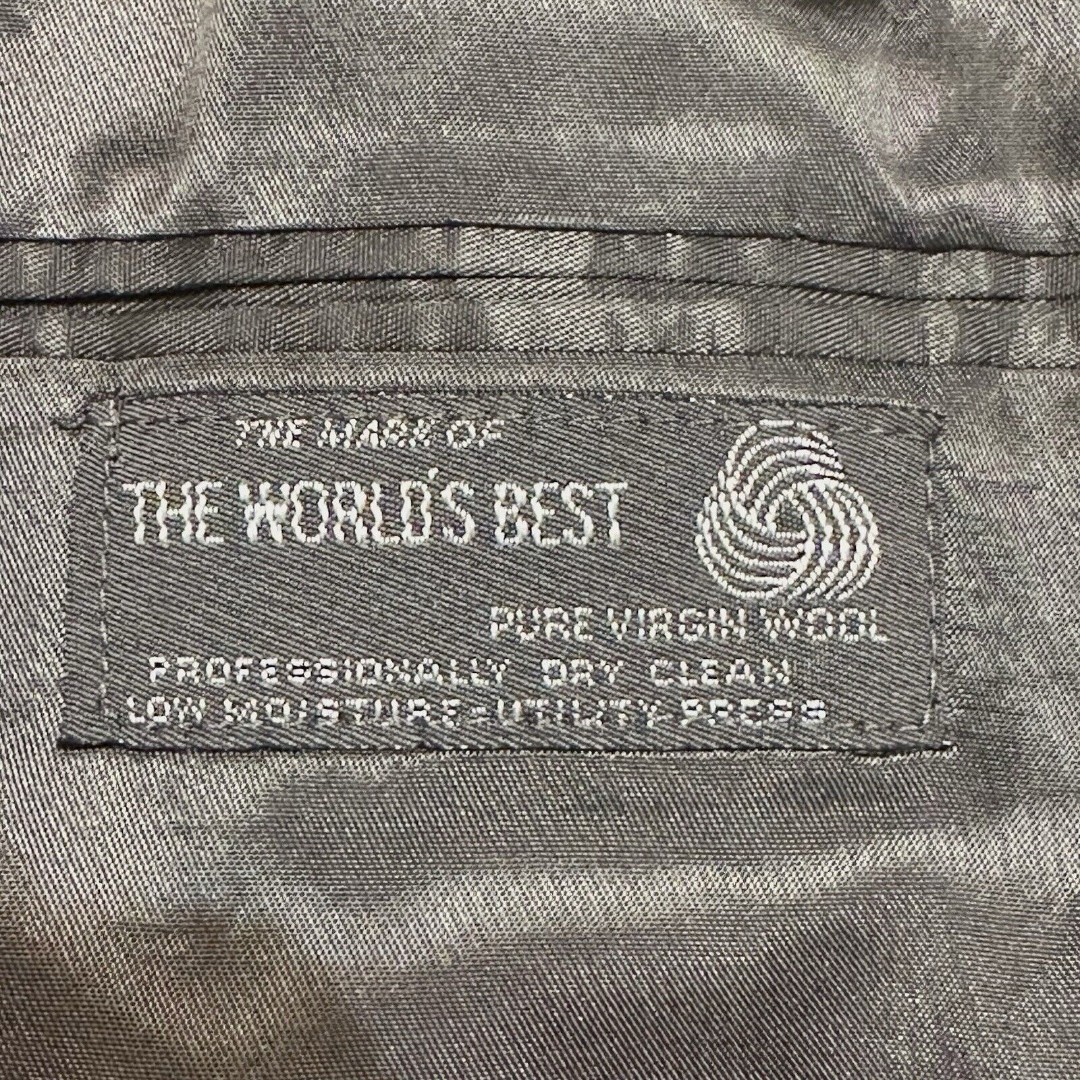 THE MARK OF
THE WORLD'S BEST
PURE VIRGIN WOOL
PROFESSIONALLY DRY CLEAN
LOW MOISTURE-UTILITY PRESS